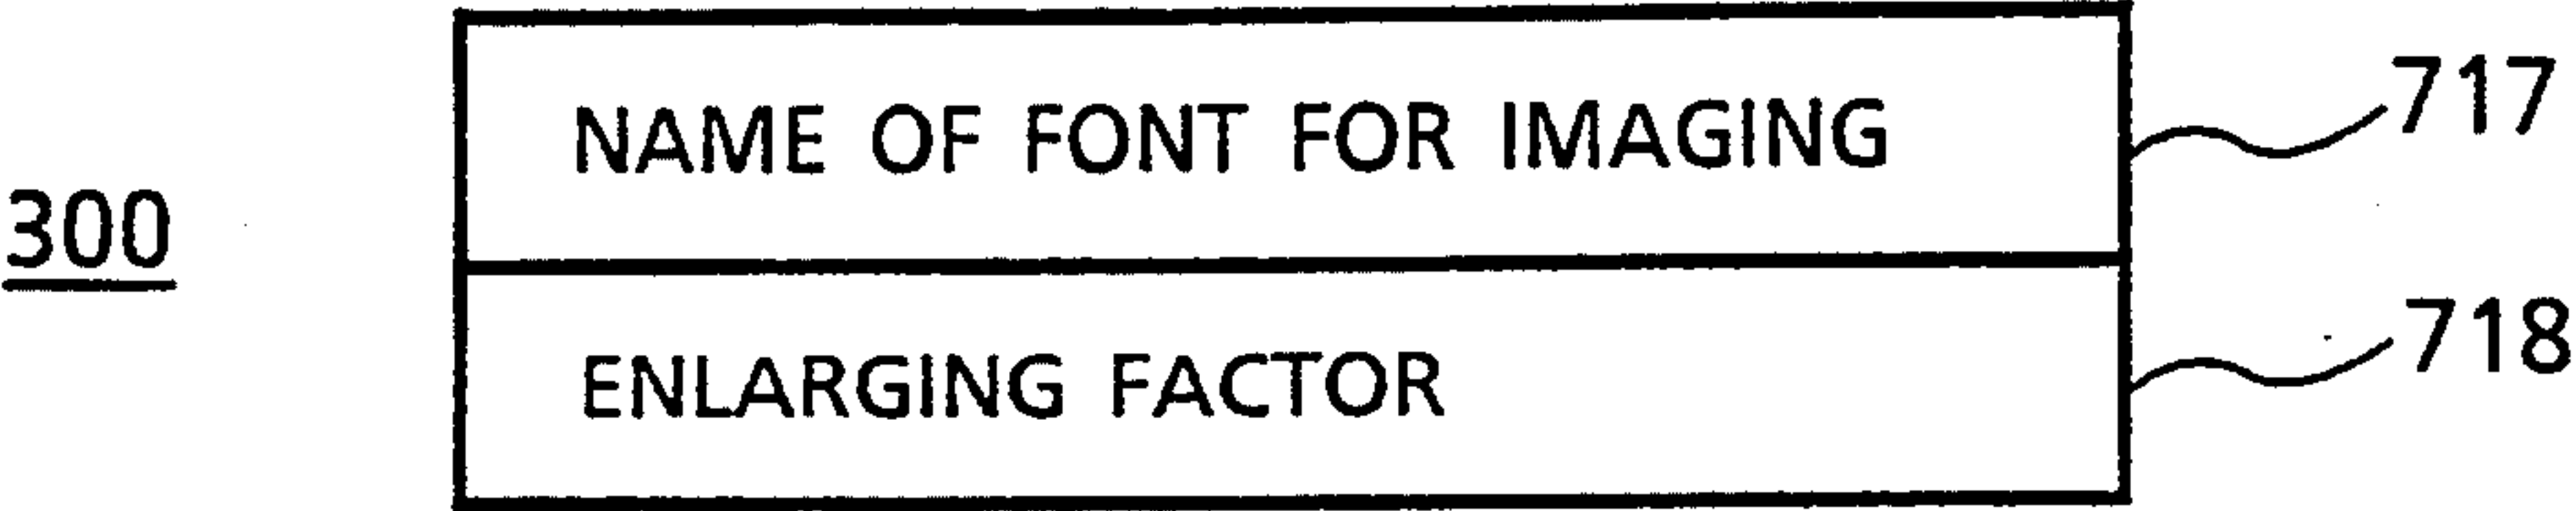 NAME OF FONT FOR IMAGING 717
300
ENLARGING FACTOR 718